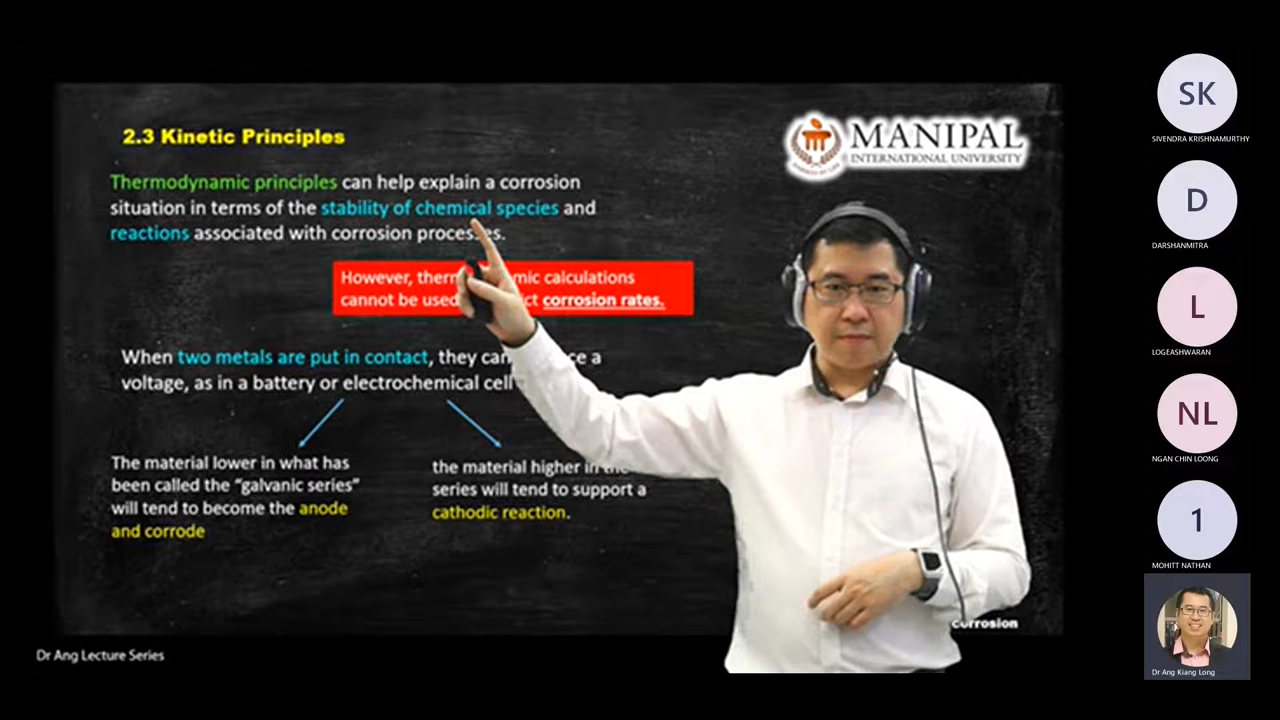 2.3 Kinetic Principles
MANIPAL
INTERNATIONAL UNIVERSITY
Thermodynamic principles can help explain a corrosion
situation in terms of the stability of chemical species and
reactions associated with corrosion processes.
However, mic calculations
cannot be used corrosion rates.
When two metals are put in contact, they can a
voltage, as in a battery or electrochemical cell
The material lower in what has
been called the “galvanic series”
will tend to become the anode
and corrode
the material higher in the
series will tend to support a
cathodic reaction.
corrosion
Dr Ang Lecture Series
SK
SIVENDRA KRISHNAMURTHY
D
DARSHANMITRA
L
LOGEASHWARAN
NL
NGAN CHIN LOONG
1
MOHITT NATHAN
Dr Ang Kiang Long